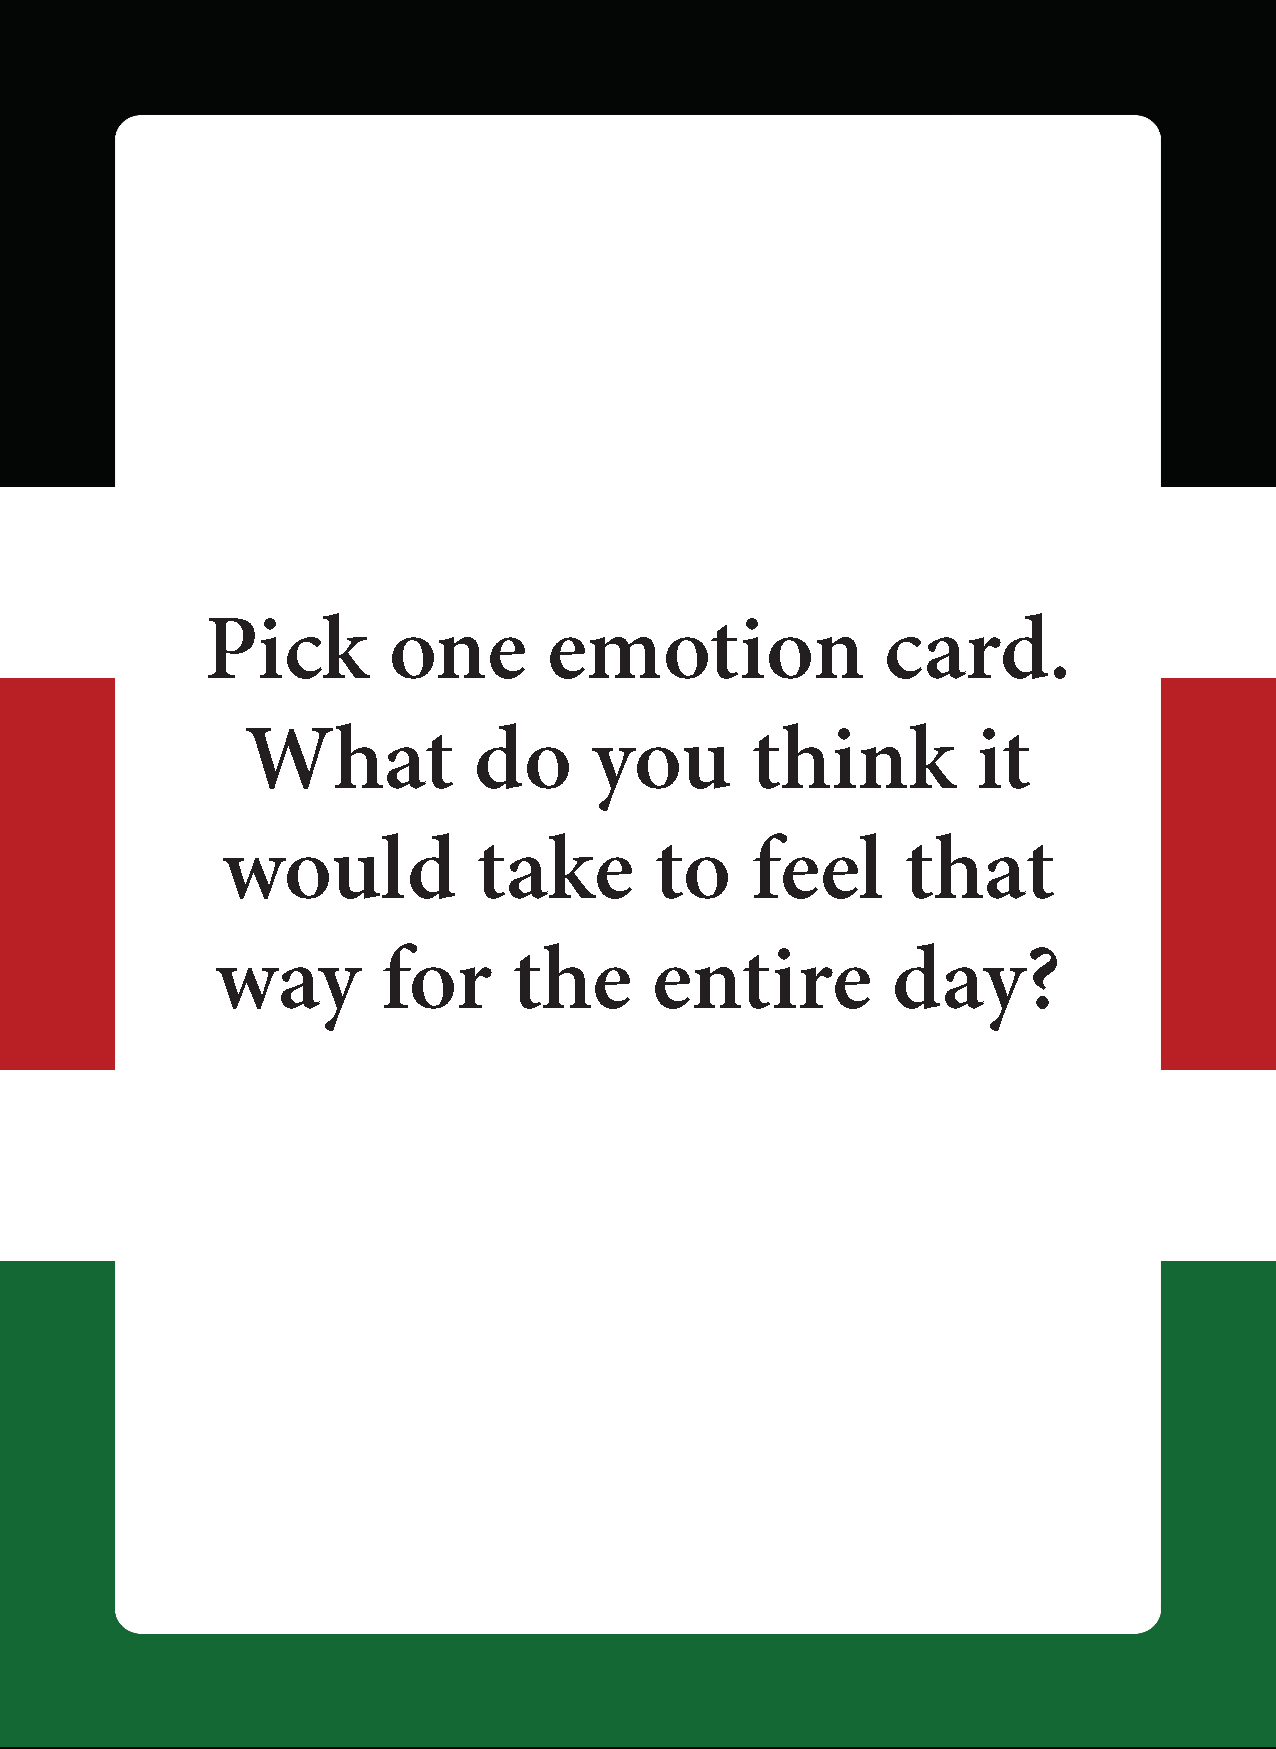 Pick one emotion card.
What do you think it
would take to feel that
way for the entire day?